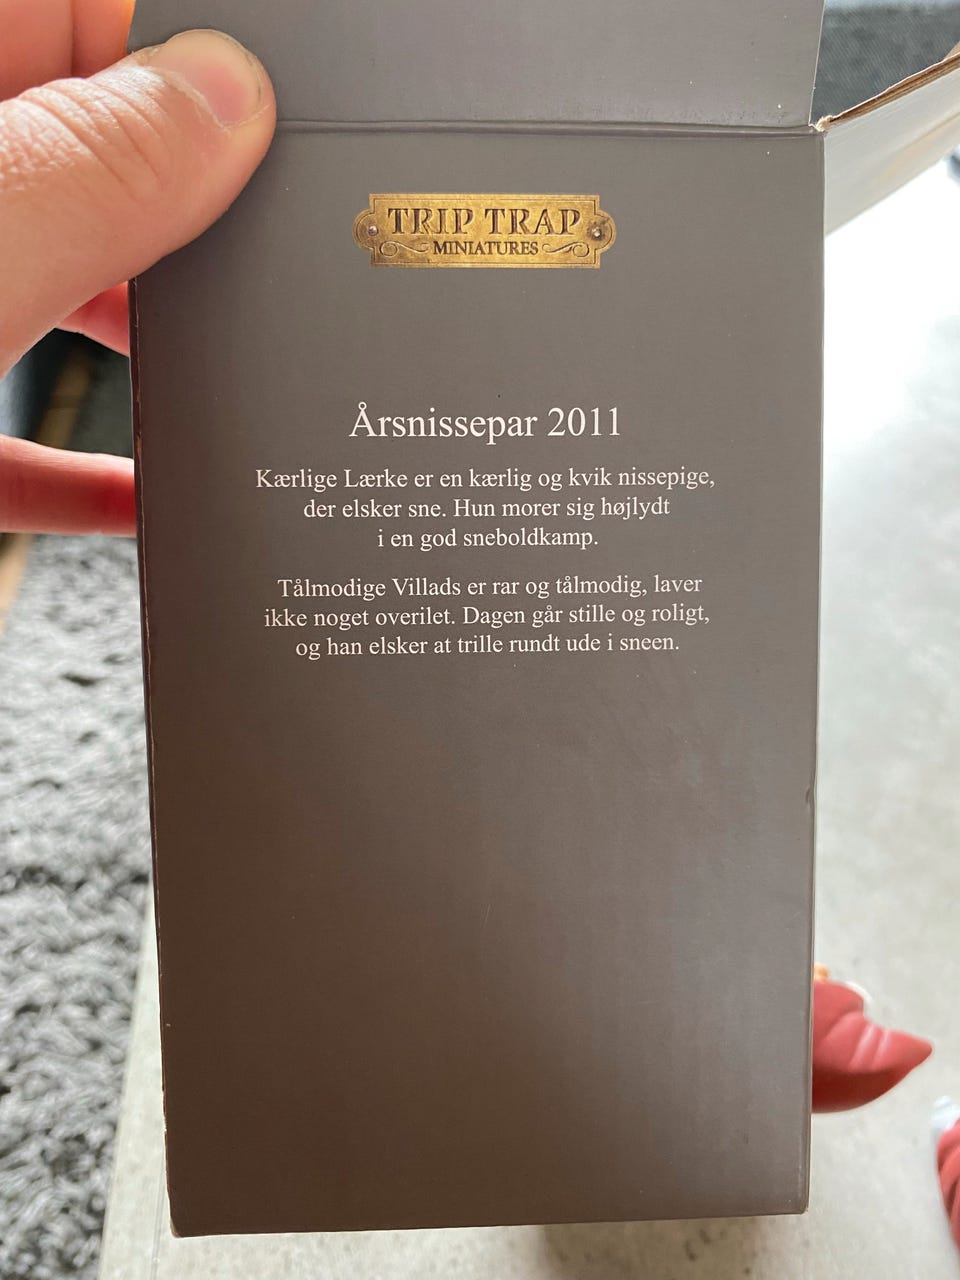 TRIP TRAP
MINIATURES
Årsnissepar 2011
Kærlige Lærke er en kærlig og kvik nissepige,
der elsker sne. Hun morer sig højlydt
i en god sneboldkamp.
Tålmodige Villads er rar og tålmodig, laver
ikke noget overilet. Dagen går stille og roligt,
og han elsker at trille rundt ude i sneen.